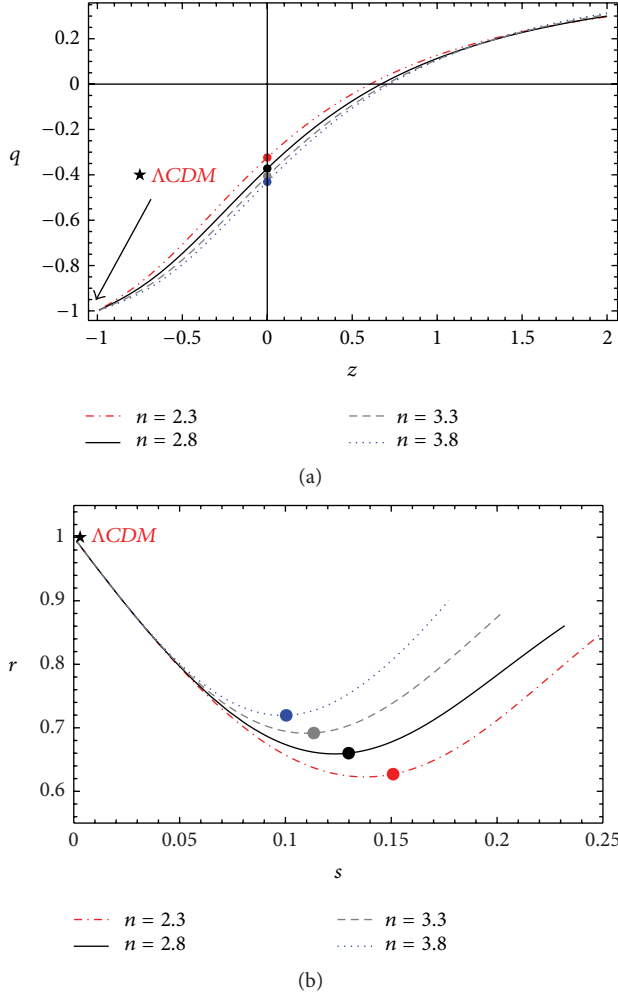 0.2
0
−0.2
q
−0.4
★ ΛCDM
−0.6
−0.8
−1
−1 −0.5 0 0.5 1 1.5 2
z
n = 2.3 n = 3.3
n = 2.8 n = 3.8
(a)
1
★ ΛCDM
0.9
r
0.8
0.7
0.6
0 0.05 0.1 0.15 0.2 0.25
s
n = 2.3 n = 3.3
n = 2.8 n = 3.8
(b)